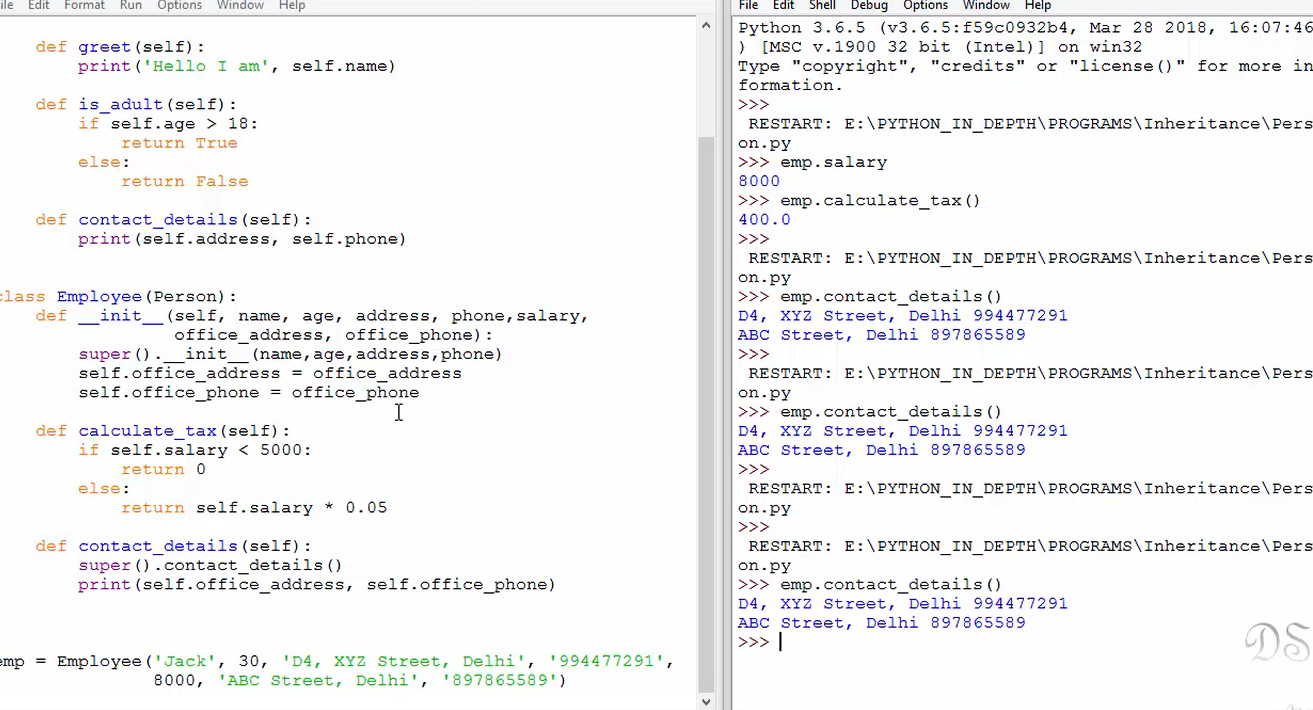 ile Edit Format Run Options Window Help
def greet(self):
print('Hello I am', self.name)
def is_adult(self):
if self.age > 18:
return True
else:
return False
def contact_details(self):
print(self.address, self.phone)
class Employee(Person):
def __init__(self, name, age, address, phone,salary,
office_address, office_phone):
super().__init__(name,age,address,phone)
self.office_address = office_address
self.office_phone = office_phone
def calculate_tax(self):
if self.salary < 5000:
return 0
else:
return self.salary * 0.05
def contact_details(self):
super().contact_details()
print(self.office_address, self.office_phone)
emp = Employee('Jack', 30, 'D4, XYZ Street, Delhi', '994477291',
8000, 'ABC Street, Delhi', '897865589')
File Edit Shell Debug Options Window Help
Python 3.6.5 (v3.6.5:f59c0932b4, Mar 28 2018, 16:07:46
) [MSC v.1900 32 bit (Intel)] on win32
Type "copyright", "credits" or "license()" for more in
formation.
>>>
RESTART: E:\PYTHON_IN_DEPTH\PROGRAMS\Inheritance\Pers
on.py
>>> emp.salary
8000
>>> emp.calculate_tax()
400.0
>>>
RESTART: E:\PYTHON_IN_DEPTH\PROGRAMS\Inheritance\Pers
on.py
>>> emp.contact_details()
D4, XYZ Street, Delhi 994477291
ABC Street, Delhi 897865589
>>>
RESTART: E:\PYTHON_IN_DEPTH\PROGRAMS\Inheritance\Pers
on.py
>>> emp.contact_details()
D4, XYZ Street, Delhi 994477291
ABC Street, Delhi 897865589
>>>
RESTART: E:\PYTHON_IN_DEPTH\PROGRAMS\Inheritance\Pers
on.py
>>>
RESTART: E:\PYTHON_IN_DEPTH\PROGRAMS\Inheritance\Pers
on.py
>>> emp.contact_details()
D4, XYZ Street, Delhi 994477291
ABC Street, Delhi 897865589
>>>
DS